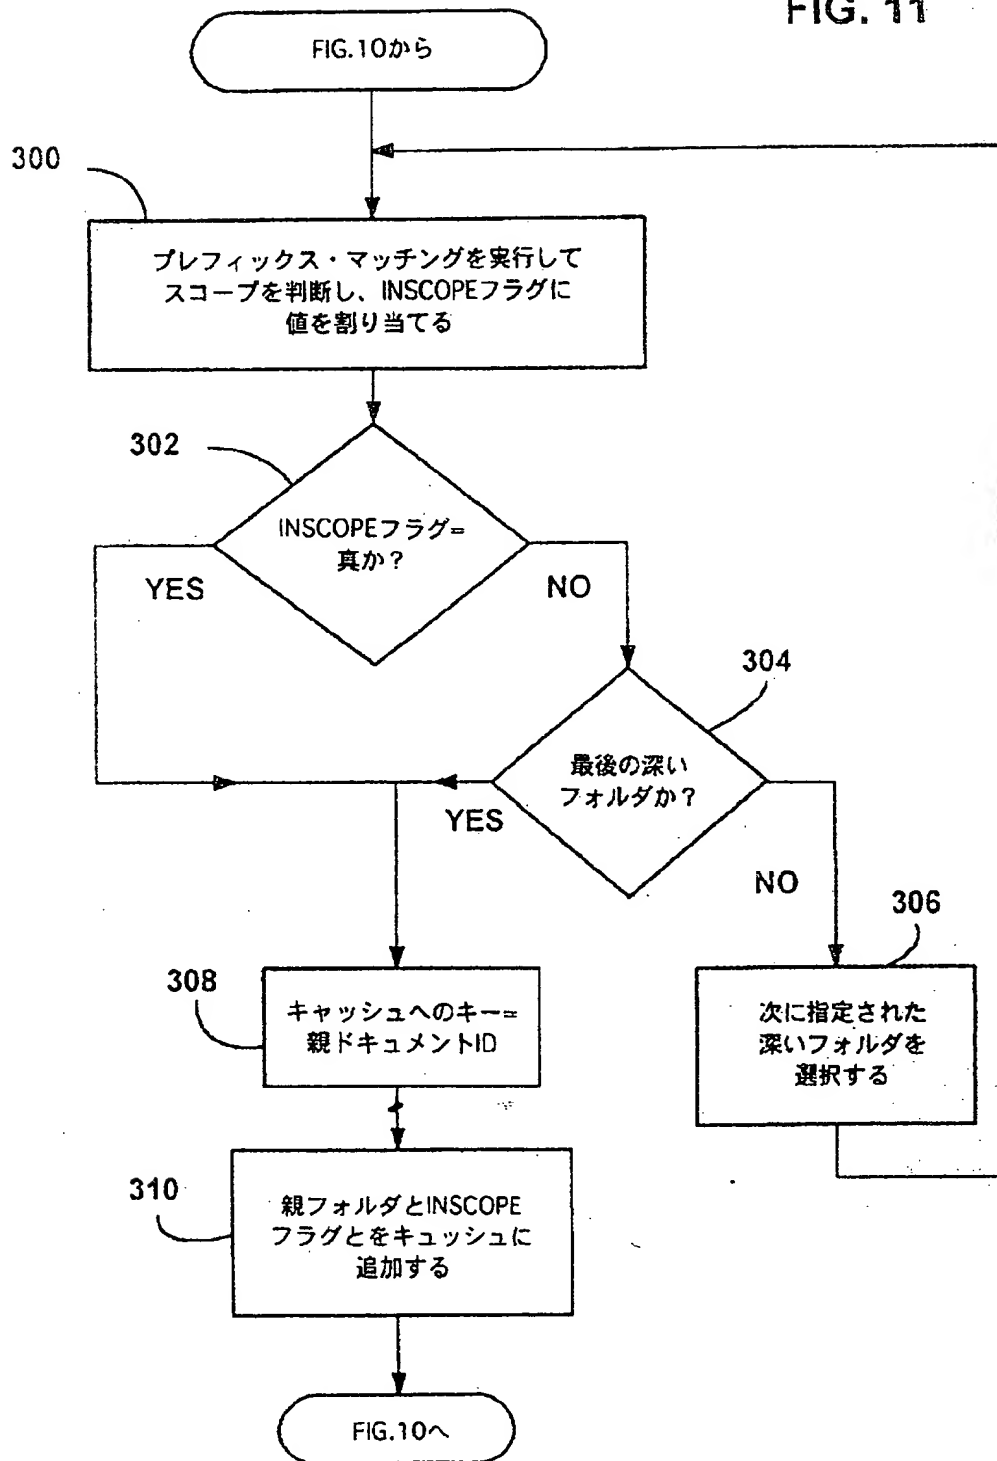 FIG. 11
FIG.10から
300
プレフィックス・マッチングを実行して
スコープを判断し、INSCOPEフラグに
値を割り当てる
302
INSCOPEフラグ=
真か？
YES
NO
304
最後の深い
フォルダか？
YES
NO
306
次に指定された
深いフォルダを
選択する
308
キャッシュへのキー=
親ドキュメントID
310
親フォルダとINSCOPE
フラグとをキュッシュに
追加する
FIG.10へ